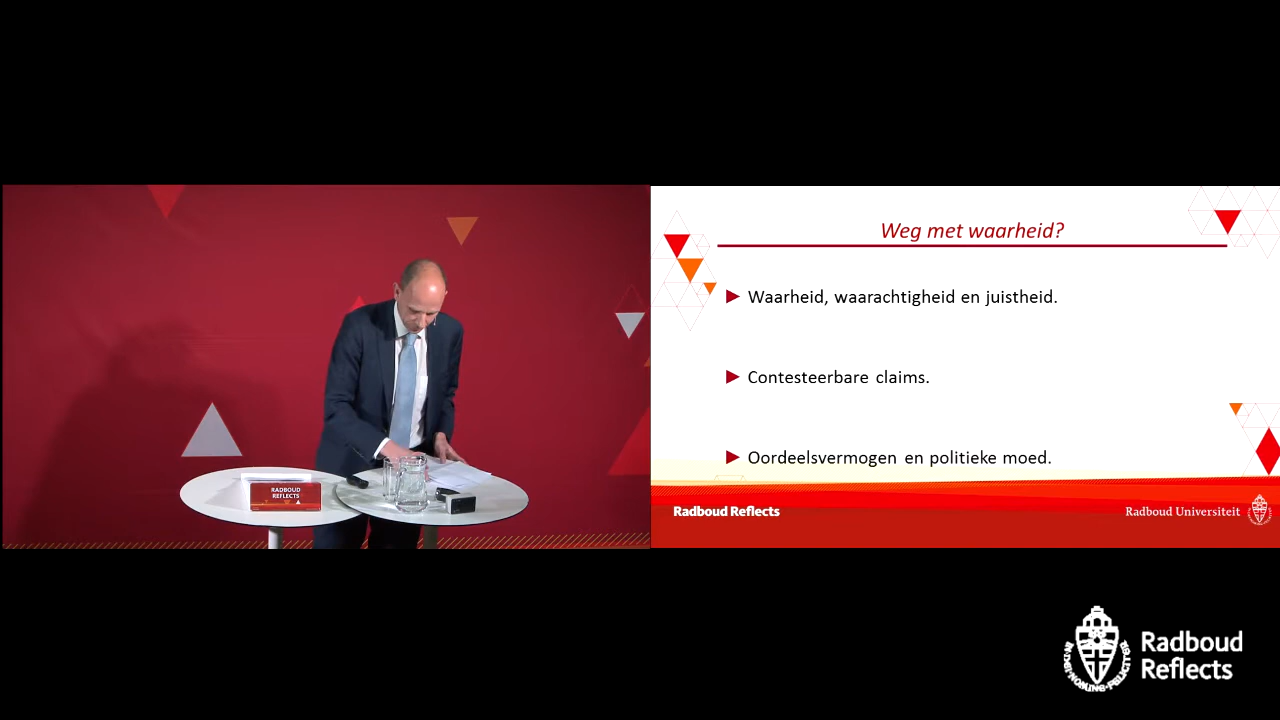 RADBOUD
REFLECTS
Weg met waarheid?
Waarheid, waarachtigheid en juistheid.
Contesteerbare claims.
Oordeelsvermogen en politieke moed.
Radboud Reflects
Radboud Universiteit
Radboud
Reflects